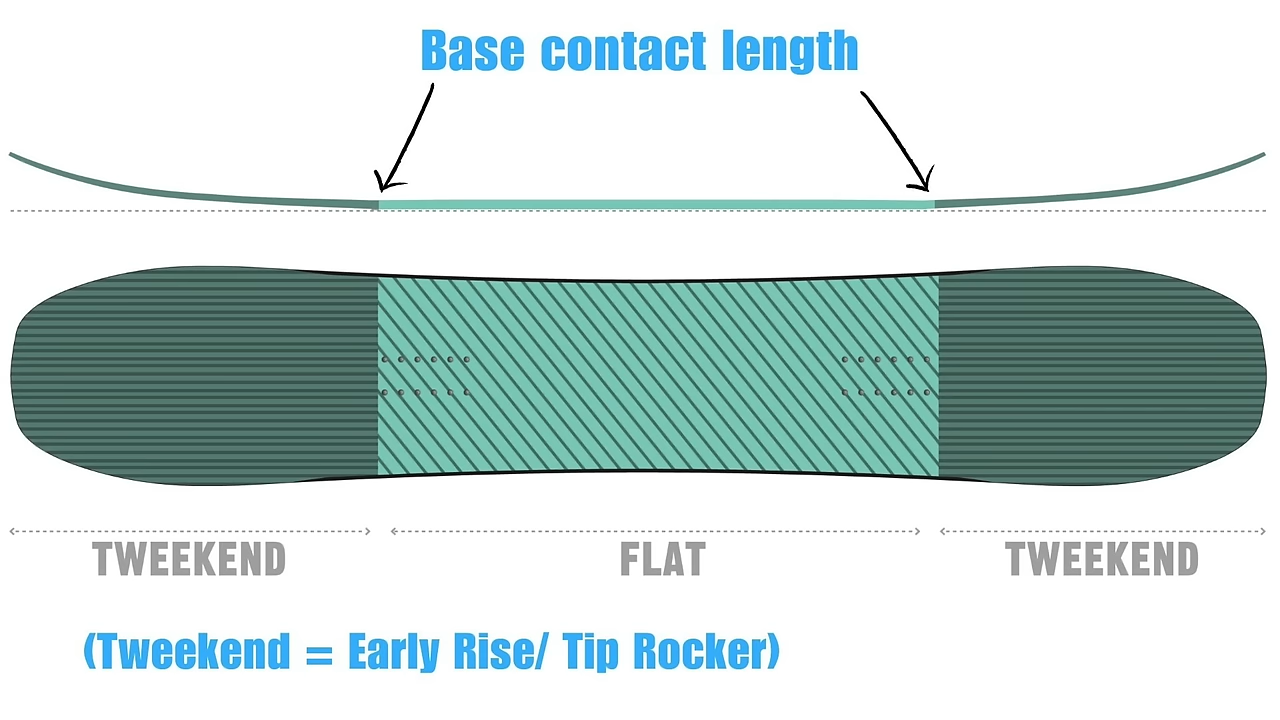 Base contact length
TWEEKEND FLAT TWEEKEND
(Tweekend = Early Rise/ Tip Rocker)